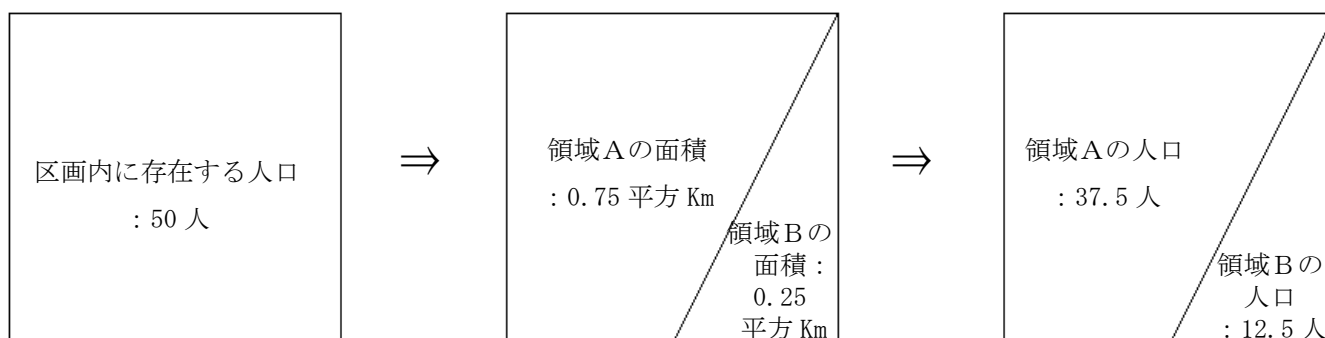 区画内に存在する人口
：50 人
⇒
領域Aの面積
：0.75 平方 Km
領域Bの
面積：
0.25
平方 Km
⇒
領域Aの人口
：37.5 人
領域Bの
人口
：12.5 人